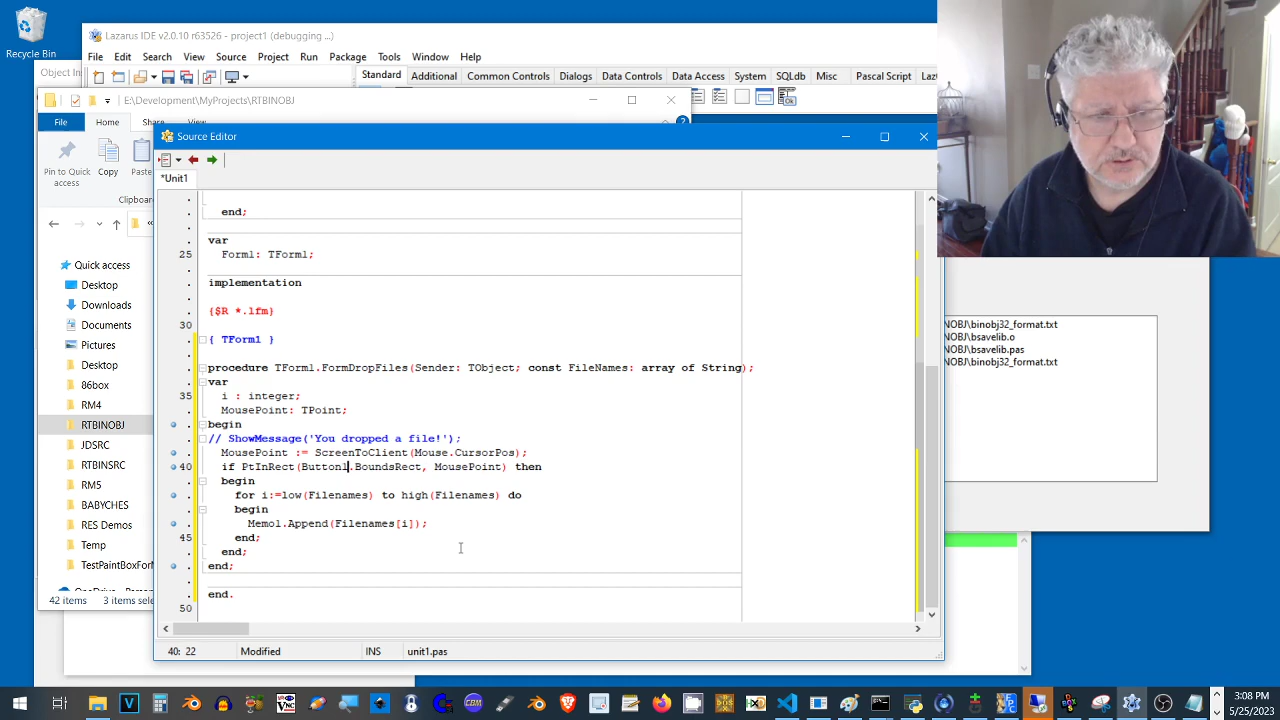 Recycle Bin
Lazarus IDE v2.0.10 r63526 - project1 (debugging ...)
File Edit Search View Source Project Run Package Tools Window Help
Standard Additional Common Controls Dialogs Data Controls Data Access System SQLdb Misc Pascal Script
Object In
E:\Development\MyProjects\RTBINOBJ
File Home Share View
Pin to Quick access
Copy
Paste
Clipboard
Quick access
Desktop
Downloads
Documents
Pictures
Desktop
86box
RM4
RTBINOBJ
JDSRC
RTBINSRC
RM5
BABYCHES
RES Demos
Temp
TestPaintBoxForM
42 items 3 items sele
Source Editor
*Unit1
end;
var
25 Form1: TForm1;
implementation
{$R *.lfm}
30
{ TForm1 }
procedure TForm1.FormDropFiles(Sender: TObject; const FileNames: array of String);
var
35 i : integer;
MousePoint: TPoint;
begin
// ShowMessage('You dropped a file!');
MousePoint := ScreenToClient(Mouse.CursorPos);
40 if PtInRect(Button1.BoundsRect, MousePoint) then
begin
for i:=low(Filenames) to high(Filenames) do
begin
Memo1.Append(Filenames[i]);
45 end;
end;
end;
end.
50
40: 22 Modified INS unit1.pas
NOBJ\binobj32_format.txt
NOBJ\bsavelib.o
NOBJ\bsavelib.pas
NOBJ\binobj32_format.txt
3:08 PM
5/25/2023